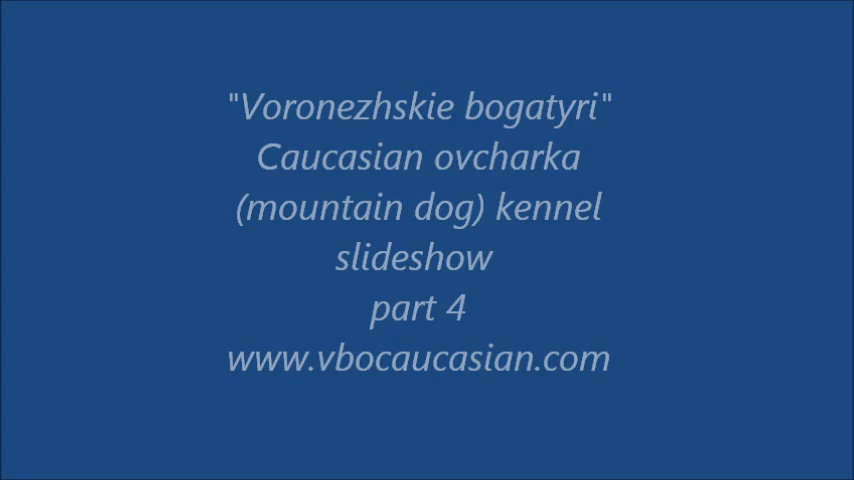 "Voronezhskie bogatyri"
Caucasian ovcharka
(mountain dog) kennel
slideshow
part 4
www.vbocaucasian.com